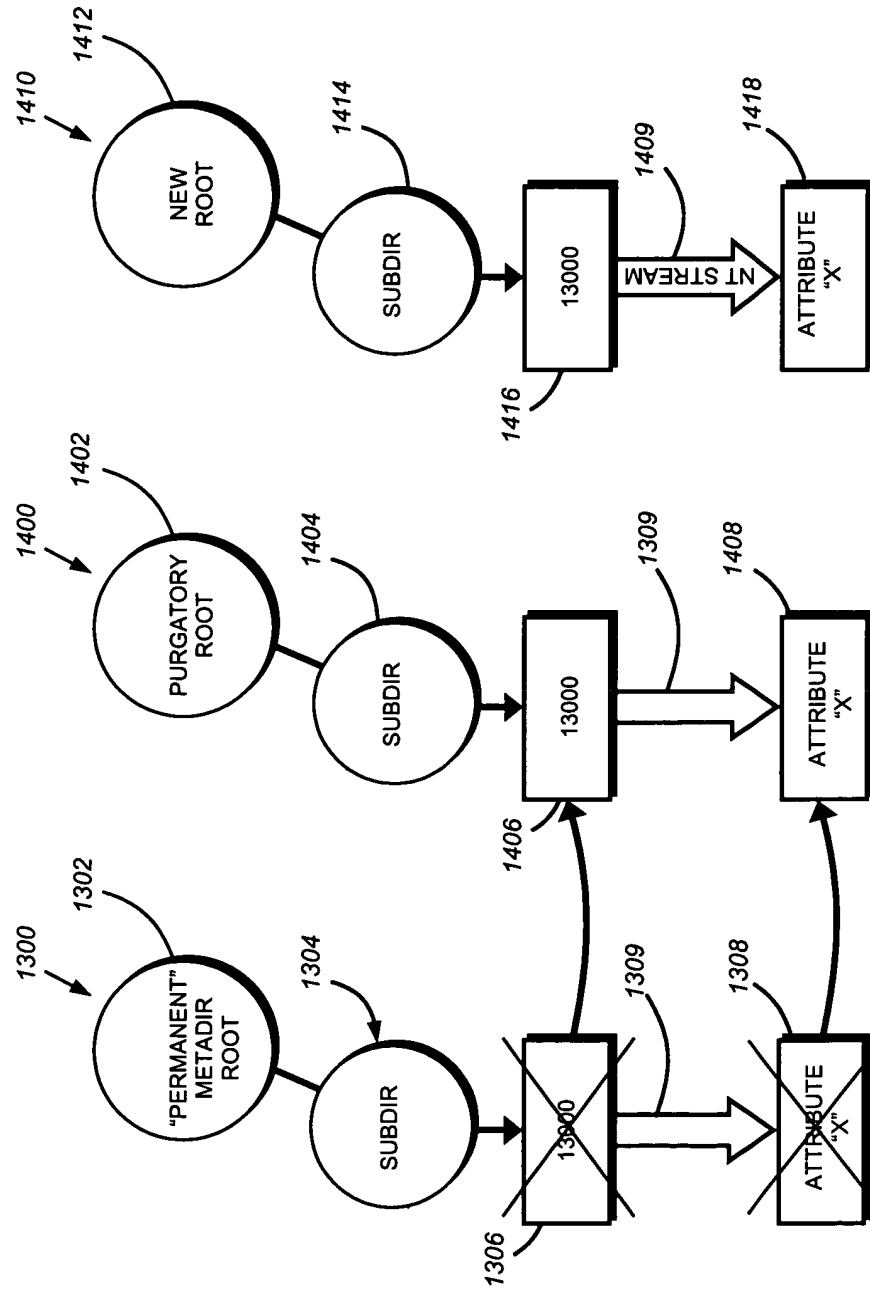 1300
1302
"PERMANENT"
METADIR
ROOT
1304
SUBDIR
1306
13000
1309
1308
ATTRIBUTE
"X"
1400
1402
PURGATORY
ROOT
1404
SUBDIR
1406
13000
1309
1408
ATTRIBUTE
"X"
1410
1412
NEW
ROOT
1414
SUBDIR
1416
13000
1409
NT STREAM
1418
ATTRIBUTE
"X"